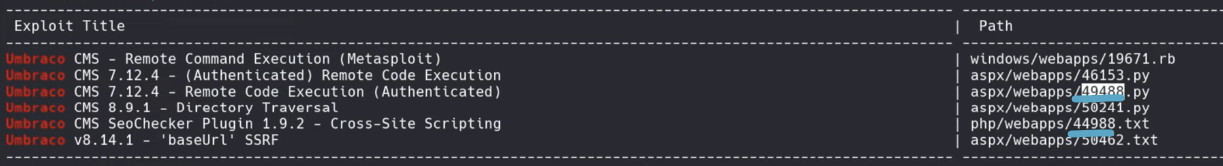 Exploit Title | Path
Umbraco CMS - Remote Command Execution (Metasploit) | windows/webapps/19671.rb
Umbraco CMS 7.12.4 - (Authenticated) Remote Code Execution | aspx/webapps/46153.py
Umbraco CMS 7.12.4 - Remote Code Execution (Authenticated) | aspx/webapps/49488.py
Umbraco CMS 8.9.1 - Directory Traversal | aspx/webapps/50241.py
Umbraco CMS SeoChecker Plugin 1.9.2 - Cross-Site Scripting | php/webapps/44988.txt
Umbraco v8.14.1 - 'baseUrl' SSRF | aspx/webapps/50462.txt